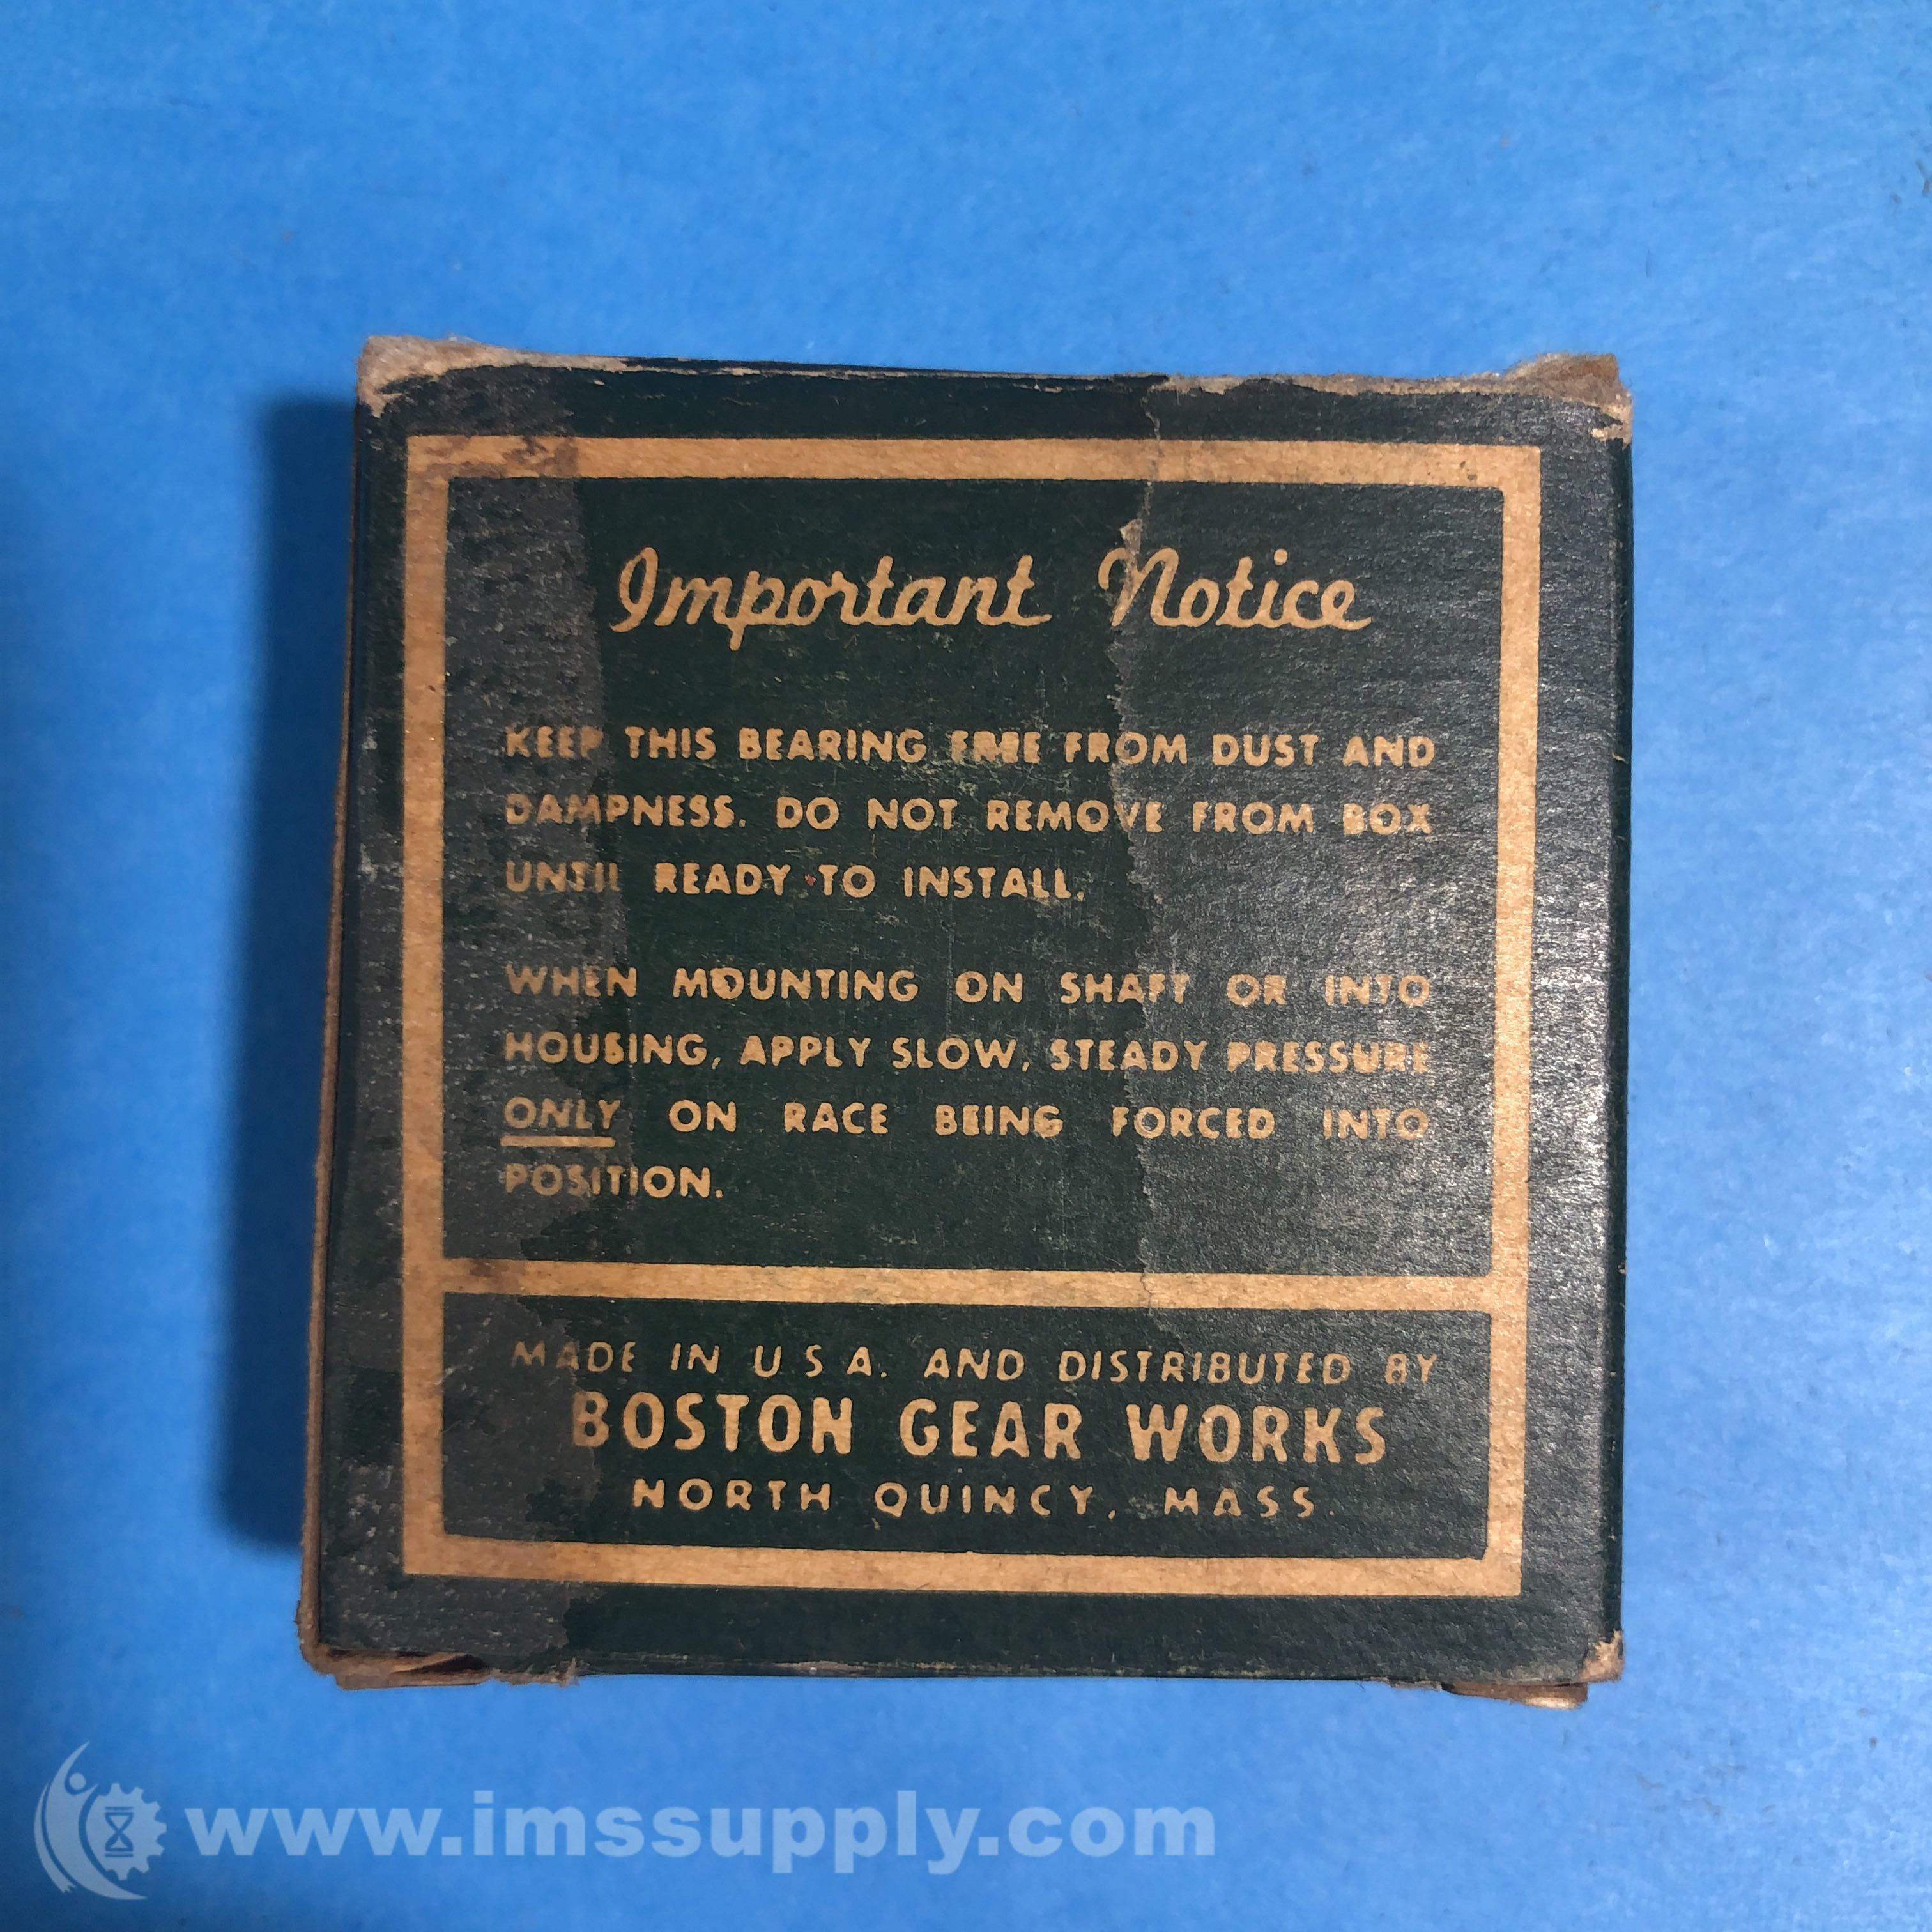 Important Notice
KEEP THIS BEARING FREE FROM DUST AND
DAMPNESS. DO NOT REMOVE FROM BOX
UNTIL READY TO INSTALL.
WHEN MOUNTING ON SHAFT OR INTO
HOUSING, APPLY SLOW, STEADY PRESSURE
ONLY ON RACE BEING FORCED INTO
POSITION.
MADE IN U S A. AND DISTRIBUTED BY
BOSTON GEAR WORKS
NORTH QUINCY, MASS.
www.imssupply.com